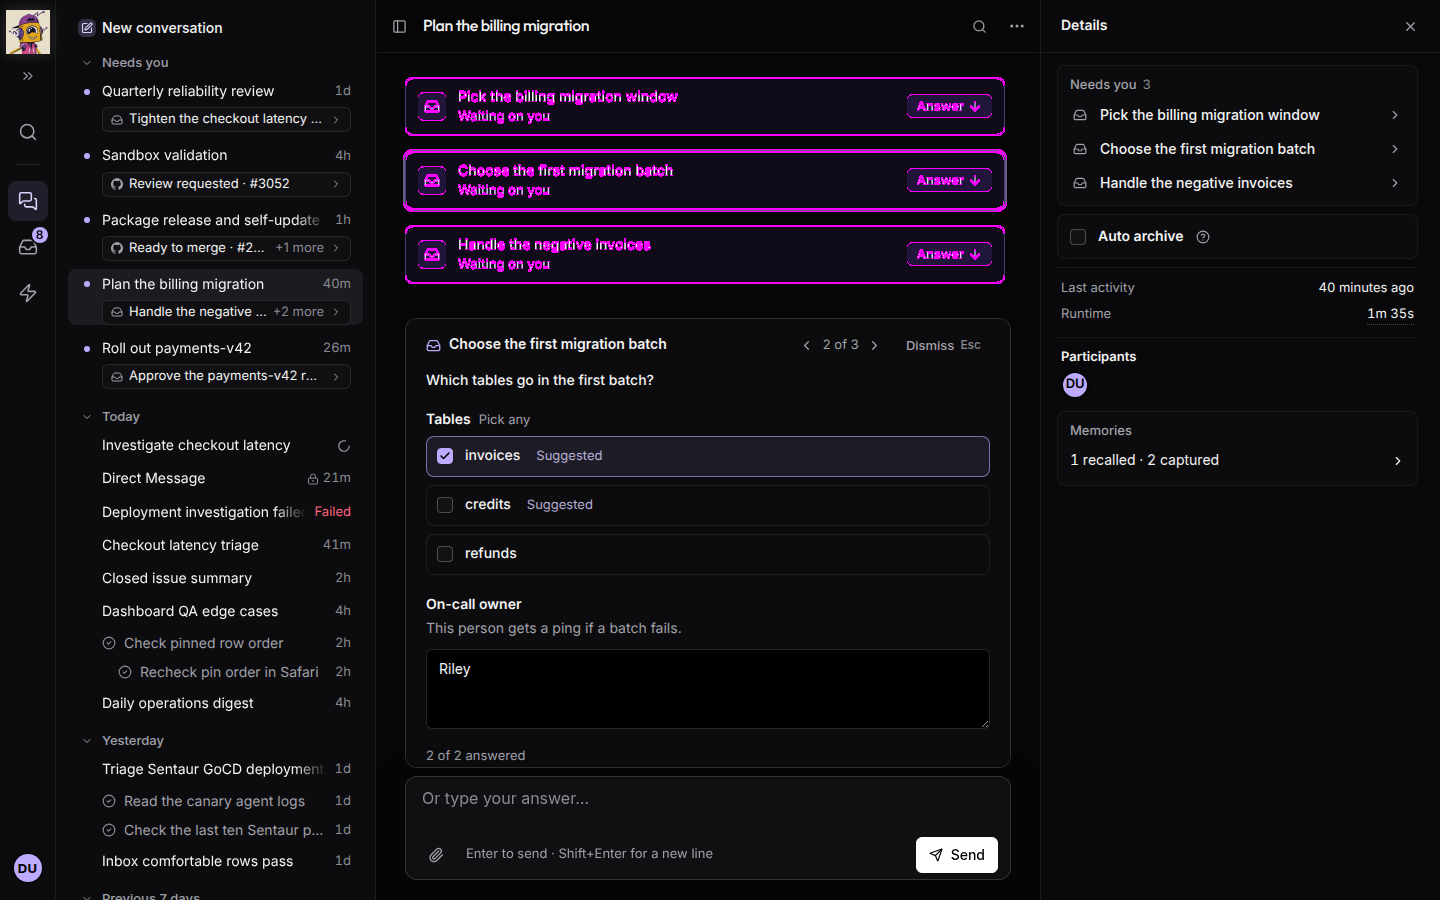 New conversation
Needs you
Quarterly reliability review 1d
Tighten the checkout latency ...
Sandbox validation 4h
Review requested · #3052
Package release and self-update 1h
8
Ready to merge · #2... +1 more
Plan the billing migration 40m
Handle the negative ... +2 more
Roll out payments-v42 26m
Approve the payments-v42 r...
Today
Investigate checkout latency
Direct Message 21m
Deployment investigation failed Failed
Checkout latency triage 41m
Closed issue summary 2h
Dashboard QA edge cases 4h
Check pinned row order 2h
Recheck pin order in Safari 2h
Daily operations digest 4h
Yesterday
Triage Sentaur GoCD deployment 1d
Read the canary agent logs 1d
Check the last ten Sentaur p... 1d
Inbox comfortable rows pass 1d
Previous 7 days
DU
Plan the billing migration
Pick the billing migration window
Waiting on you
Answer
Choose the first migration batch
Waiting on you
Answer
Handle the negative invoices
Waiting on you
Answer
Choose the first migration batch 2 of 3 Dismiss Esc
Which tables go in the first batch?
Tables Pick any
invoices Suggested
credits Suggested
refunds
On-call owner
This person gets a ping if a batch fails.
Riley
2 of 2 answered
Or type your answer...
Enter to send · Shift+Enter for a new line
Send
Details
Needs you 3
Pick the billing migration window
Choose the first migration batch
Handle the negative invoices
Auto archive
Last activity 40 minutes ago
Runtime 1m 35s
Participants
DU
Memories
1 recalled · 2 captured